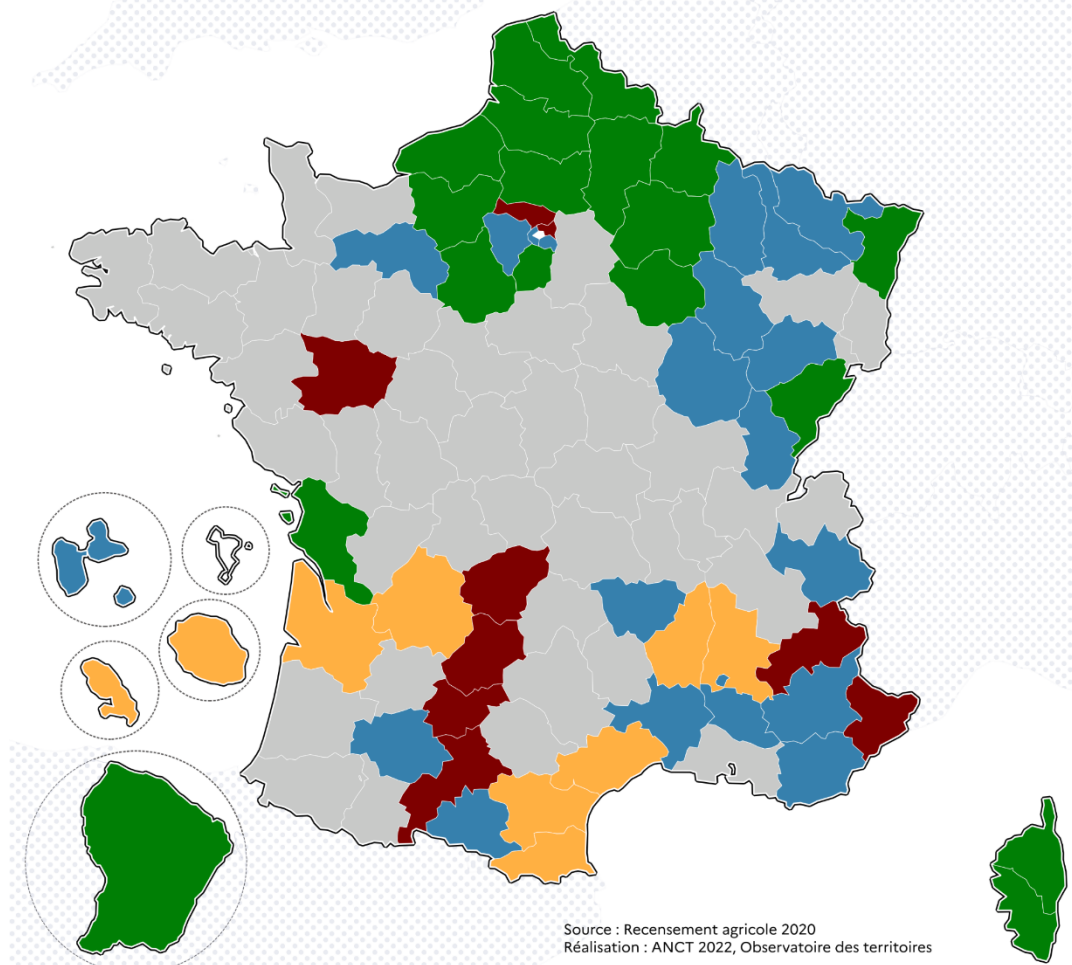 Source : Recensement agricole 2020
Réalisation : ANCT 2022, Observatoire des territoires